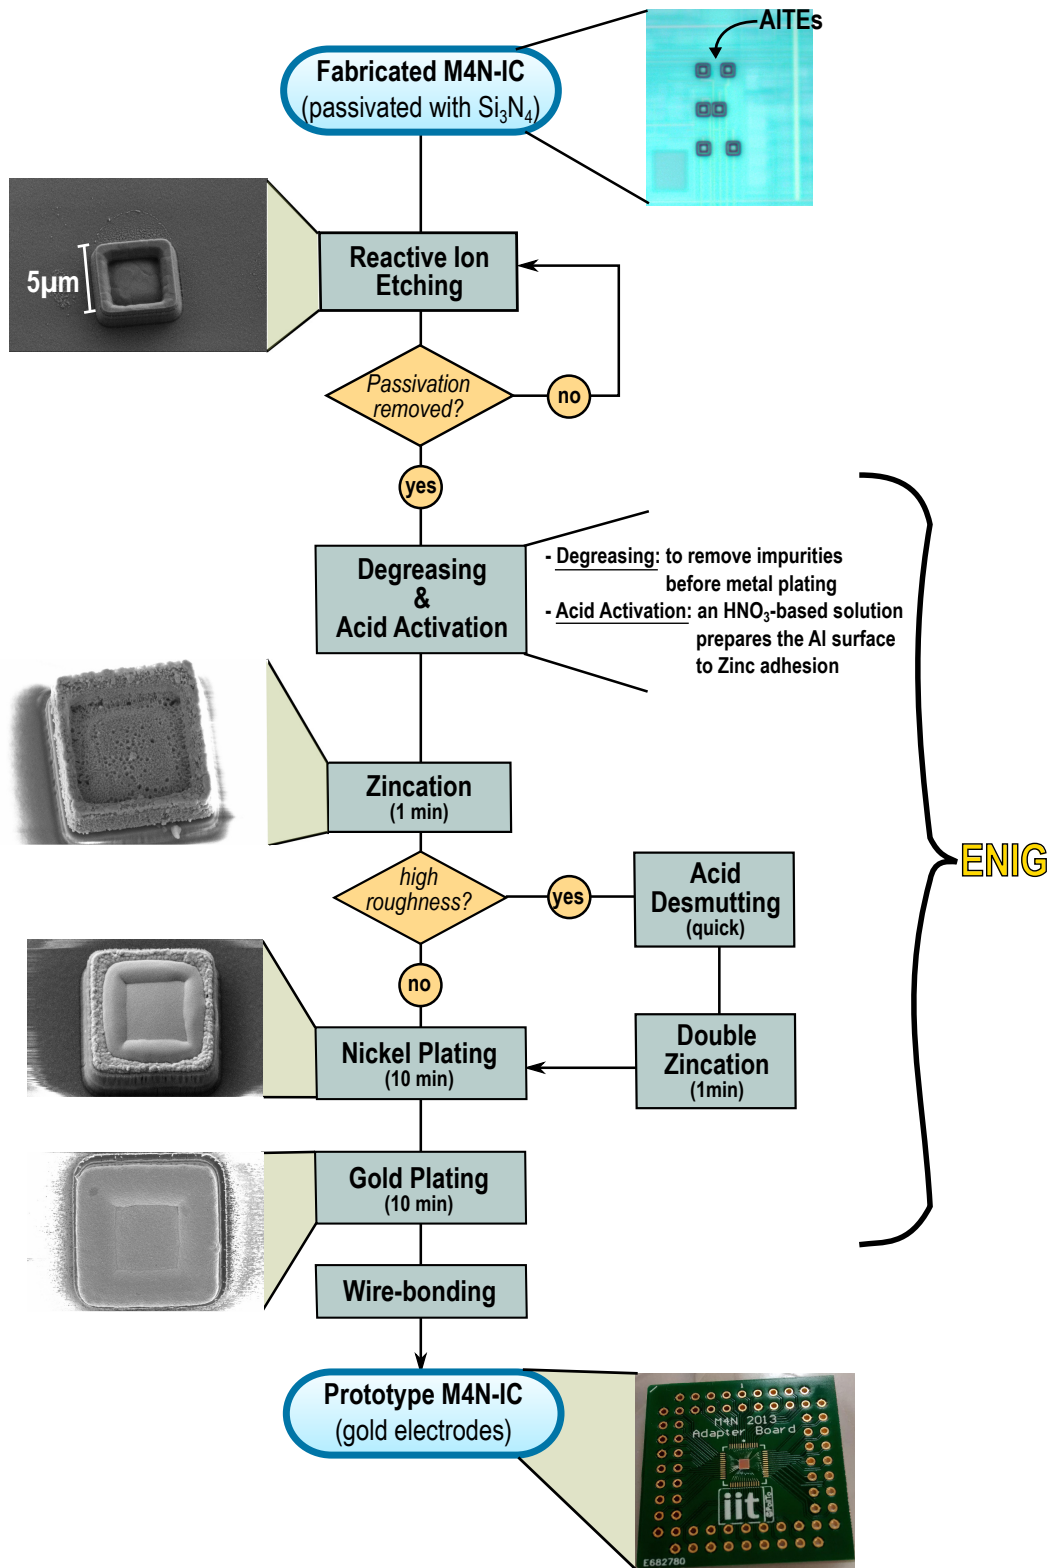 AlTEs
Fabricated M4N-IC
(passivated with Si₃N₄)
5µm
Reactive Ion
Etching
Passivation
removed?
no
yes
Degreasing
&
Acid Activation
- Degreasing: to remove impurities
before metal plating
- Acid Activation: an HNO₃-based solution
prepares the Al surface
to Zinc adhesion
Zincation
(1 min)
high
roughness?
yes
Acid
Desmutting
(quick)
ENIG
no
Nickel Plating
(10 min)
Double
Zincation
(1min)
Gold Plating
(10 min)
Wire-bonding
Prototype M4N-IC
(gold electrodes)
M4N 2013
Adapter Board
iit
E682780